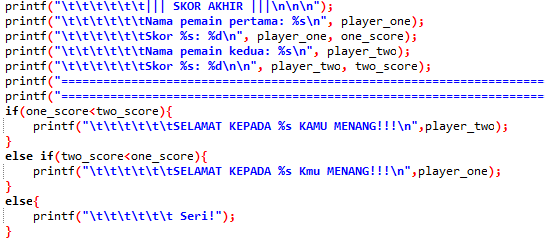 printf("\t\t\t\t\t\t||| SKOR AKHIR |||\n\n\n");
printf("\t\t\t\t\t\tNama pemain pertama: %s\n", player_one);
printf("\t\t\t\t\t\tSkor %s: %d\n", player_one, one_score);
printf("\t\t\t\t\t\tNama pemain kedua: %s\n", player_two);
printf("\t\t\t\t\t\tSkor %s: %d\n\n", player_two, two_score);
printf("=====================================================================
printf("=====================================================================
if(one_score<two_score){
printf("\t\t\t\t\t\tSELAMAT KEPADA %s KAMU MENANG!!!\n",player_two);
}
else if(two_score<one_score){
printf("\t\t\t\t\t\tSELAMAT KEPADA %s Kmu MENANG!!!\n",player_one);
}
else{
printf("\t\t\t\t\t\t Seri!");
}